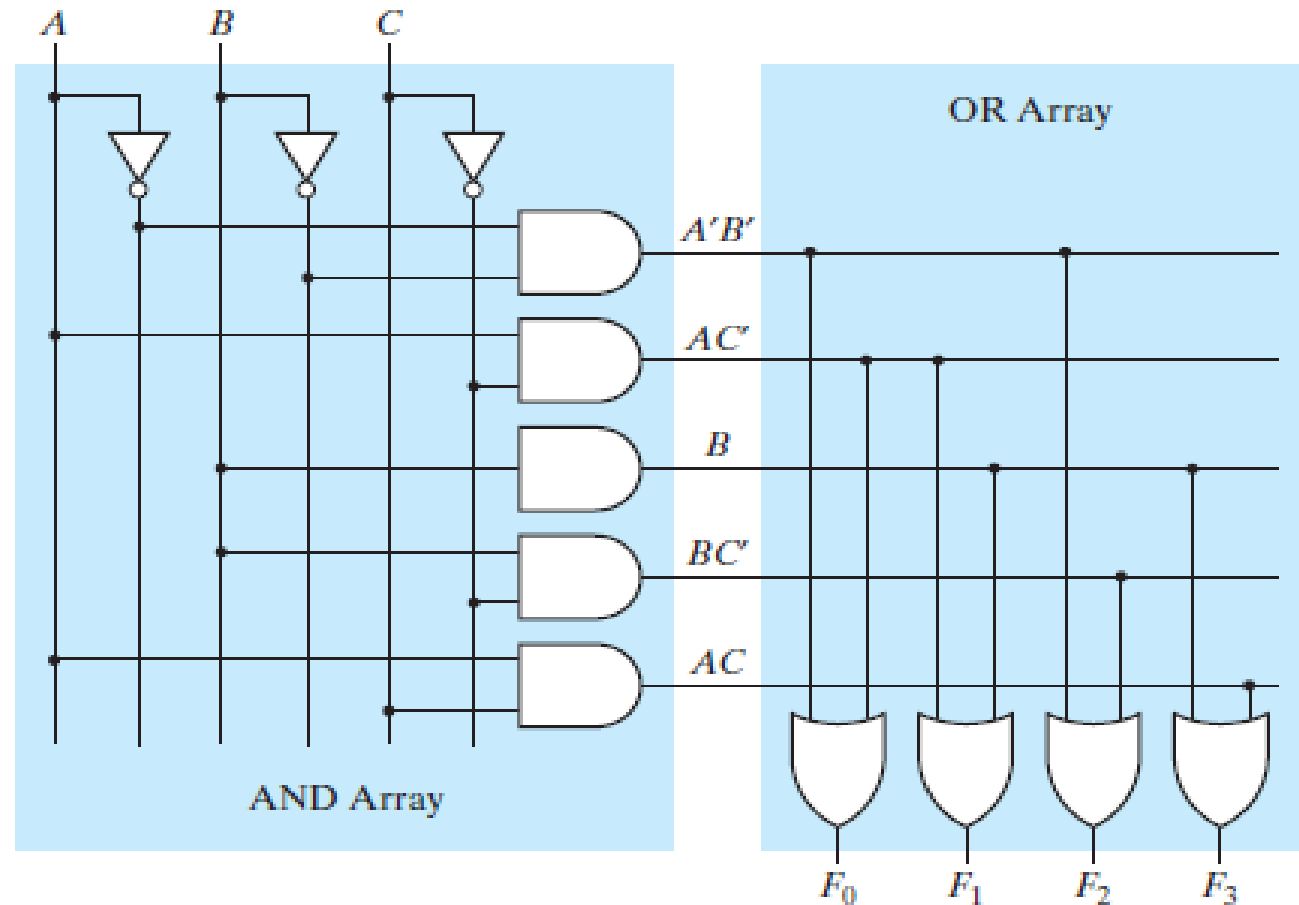 A B C
OR Array
A′B′
AC′
B
BC′
AC
AND Array
F₀ F₁ F₂ F₃